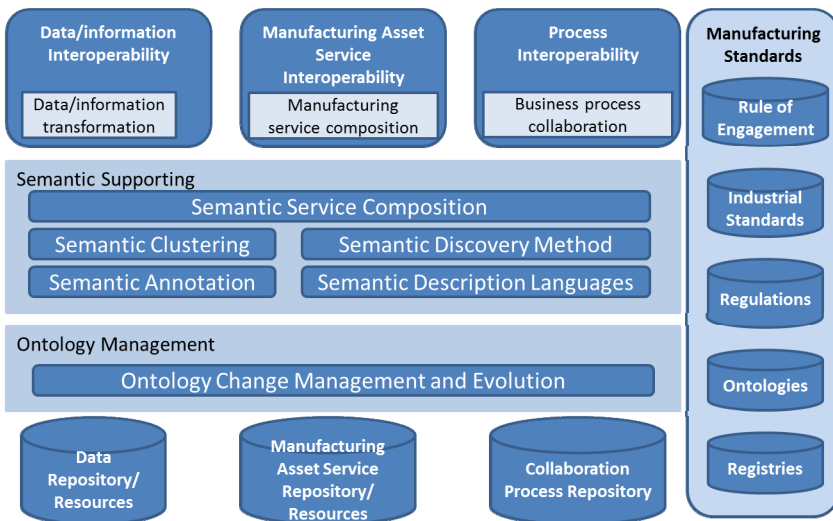 Data/information
Interoperability
Data/information
transformation
Manufacturing Asset
Service
Interoperability
Manufacturing
service composition
Process
Interoperability
Business process
collaboration
Manufacturing
Standards
Rule of
Engagement
Industrial
Standards
Regulations
Ontologies
Registries
Semantic Supporting
Semantic Service Composition
Semantic Clustering
Semantic Discovery Method
Semantic Annotation
Semantic Description Languages
Ontology Management
Ontology Change Management and Evolution
Data
Repository/
Resources
Manufacturing
Asset Service
Repository/
Resources
Collaboration
Process Repository